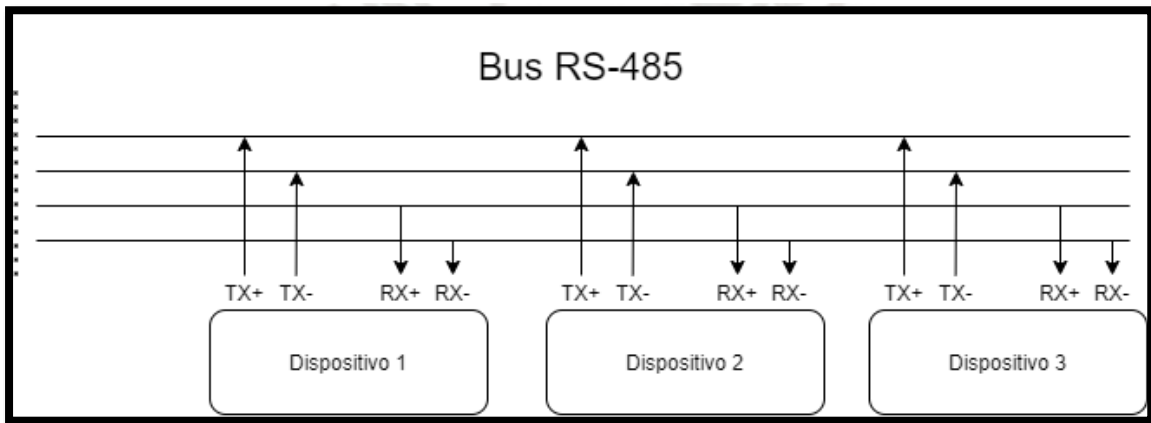 Bus RS-485
TX+ TX- RX+ RX- TX+ TX- RX+ RX- TX+ TX- RX+ RX-
Dispositivo 1 Dispositivo 2 Dispositivo 3